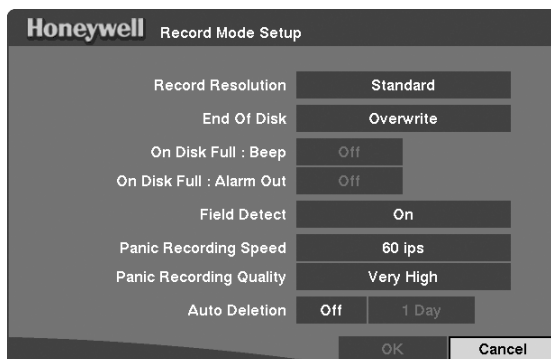 Honeywell Record Mode Setup
Record Resolution Standard
End Of Disk Overwrite
On Disk Full : Beep Off
On Disk Full : Alarm Out Off
Field Detect On
Panic Recording Speed 60 ips
Panic Recording Quality Very High
Auto Deletion Off 1 Day
OK Cancel